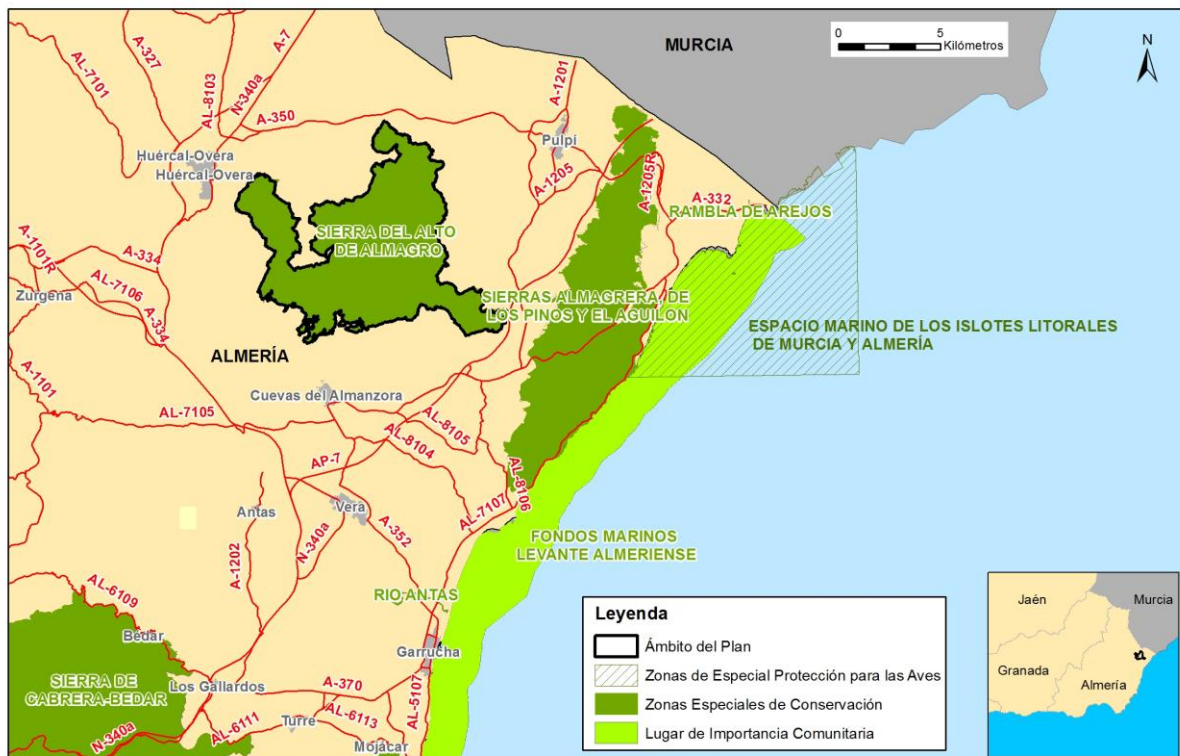 MURCIA
0 5
Kilómetros
N
AL-7101
A-327
AL-8103
N-340a
A-7
A-350
A-1201
Pulpí
Huércal-Overa
Huércal-Overa
A-1205
A-1205R
A-332
RAMBLA DE AREJOS
SIERRA DEL ALTO
DE ALMAGRO
A-1101R
A-334
AL-7106
Zurgena
A-334
SIERRAS ALMAGRERA, DE
LOS PINOS Y EL AGUILON
ESPACIO MARINO DE LOS ISLOTES LITORALES
DE MURCIA Y ALMERÍA
ALMERÍA
A-1101
Cuevas del Almanzora
AL-7105
AL-8105
AL-8104
AP-7
AL-8106
AL-7107
Vera
Antas
A-352
N-340a
A-1202
FONDOS MARINOS
LEVANTE ALMERIENSE
RIO ANTAS
AL-6109
Bédar
Garrucha
SIERRA DE
CABRERA-BEDAR
Los Gallardos
A-370
AL-5107
AL-6111
Turre
AL-6113
N-340a
Mojácar
Leyenda
Ámbito del Plan
Zonas de Especial Protección para las Aves
Zonas Especiales de Conservación
Lugar de Importancia Comunitaria
Jaén
Murcia
Granada
Almería